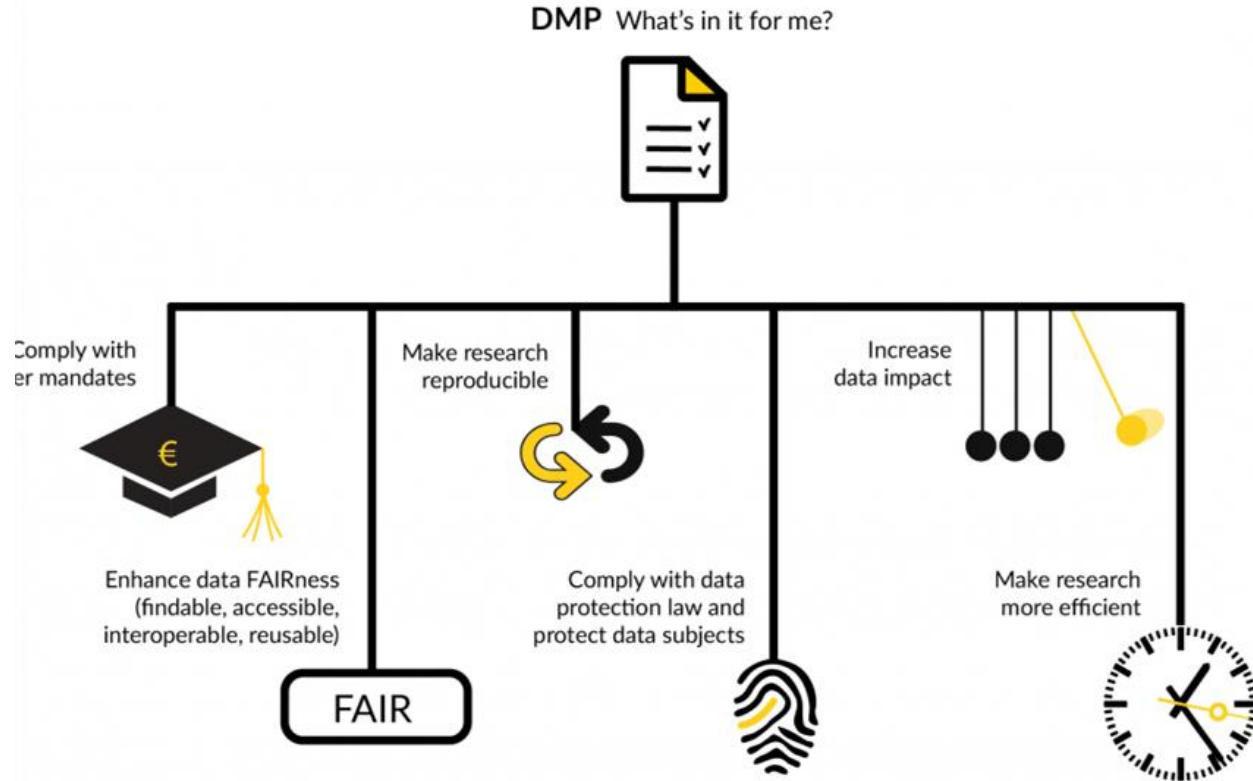 DMP What's in it for me?
Comply with
er mandates
€
Make research
reproducible
Increase
data impact
Enhance data FAIRness
(findable, accessible,
interoperable, reusable)
FAIR
Comply with data
protection law and
protect data subjects
Make research
more efficient